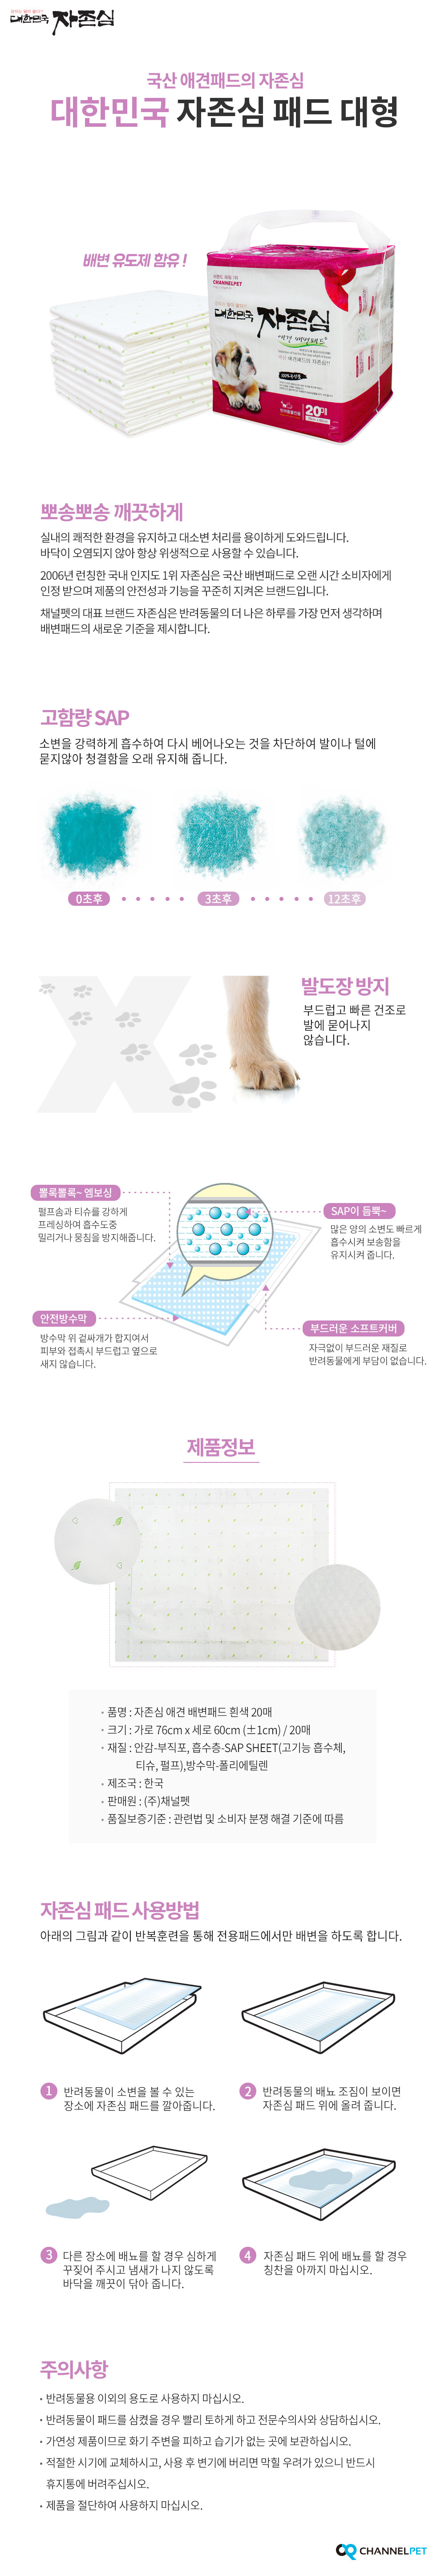 대한민국 자존심
국산 애견패드의 자존심
대한민국 자존심 패드 대형
배변 유도제 함유 !
CHANNELPET
대한민국 자존심
애견 배변패드
20매
뽀송뽀송 깨끗하게
실내의 쾌적한 환경을 유지하고 대소변 처리를 용이하게 도와드립니다.
바닥이 오염되지 않아 항상 위생적으로 사용할 수 있습니다.
2006년 런칭한 국내 인지도 1위 자존심은 국산 배변패드로 오랜 시간 소비자에게
인정 받으며 제품의 안전성과 기능을 꾸준히 지켜온 브랜드입니다.
채널펫의 대표 브랜드 자존심은 반려동물의 더 나은 하루를 가장 먼저 생각하며
배변패드의 새로운 기준을 제시합니다.
고함량 SAP
소변을 강력하게 흡수하여 다시 베어나오는 것을 차단하여 발이나 털에
묻지않아 청결함을 오래 유지해 줍니다.
0초후
3초후
12초후
발도장 방지
부드럽고 빠른 건조로
발에 묻어나지
않습니다.
뽈록뽈록~ 엠보싱
펄프솜과 티슈를 강하게
프레싱하여 흡수도중
밀리거나 뭉침을 방지해줍니다.
SAP이 듬뿍~
많은 양의 소변도 빠르게
흡수시켜 보송함을
유지시켜 줍니다.
안전방수막
방수막 위 겉싸개가 합치여서
피부와 접촉시 부드럽고 옆으로
새지 않습니다.
부드러운 소프트커버
자극없이 부드러운 재질로
반려동물에게 부담이 없습니다.
제품정보
• 품명 : 자존심 애견 배변패드 흰색 20매
• 크기 : 가로 76cm x 세로 60cm (±1cm) / 20매
• 재질 : 안감-부직포, 흡수층-SAP SHEET(고기능 흡수체,
티슈, 펄프),방수막-폴리에틸렌
• 제조국 : 한국
• 판매원 : (주)채널펫
• 품질보증기준 : 관련법 및 소비자 분쟁 해결 기준에 따름
자존심 패드 사용방법
아래의 그림과 같이 반복훈련을 통해 전용패드에서만 배변을 하도록 합니다.
1 반려동물이 소변을 볼 수 있는
장소에 자존심 패드를 깔아줍니다.
2 반려동물의 배뇨 조짐이 보이면
자존심 패드 위에 올려 줍니다.
3 다른 장소에 배뇨를 할 경우 심하게
꾸짖어 주시고 냄새가 나지 않도록
바닥을 깨끗이 닦아 줍니다.
4 자존심 패드 위에 배뇨를 할 경우
칭찬을 아까지 마십시오.
주의사항
• 반려동물용 이외의 용도로 사용하지 마십시오.
• 반려동물이 패드를 삼켰을 경우 빨리 토하게 하고 전문수의사와 상담하십시오.
• 가연성 제품이므로 화기 주변을 피하고 습기가 없는 곳에 보관하십시오.
• 적절한 시기에 교체하시고, 사용 후 변기에 버리면 막힐 우려가 있으니 반드시
휴지통에 버려주십시오.
• 제품을 절단하여 사용하지 마십시오.
CHANNELPET